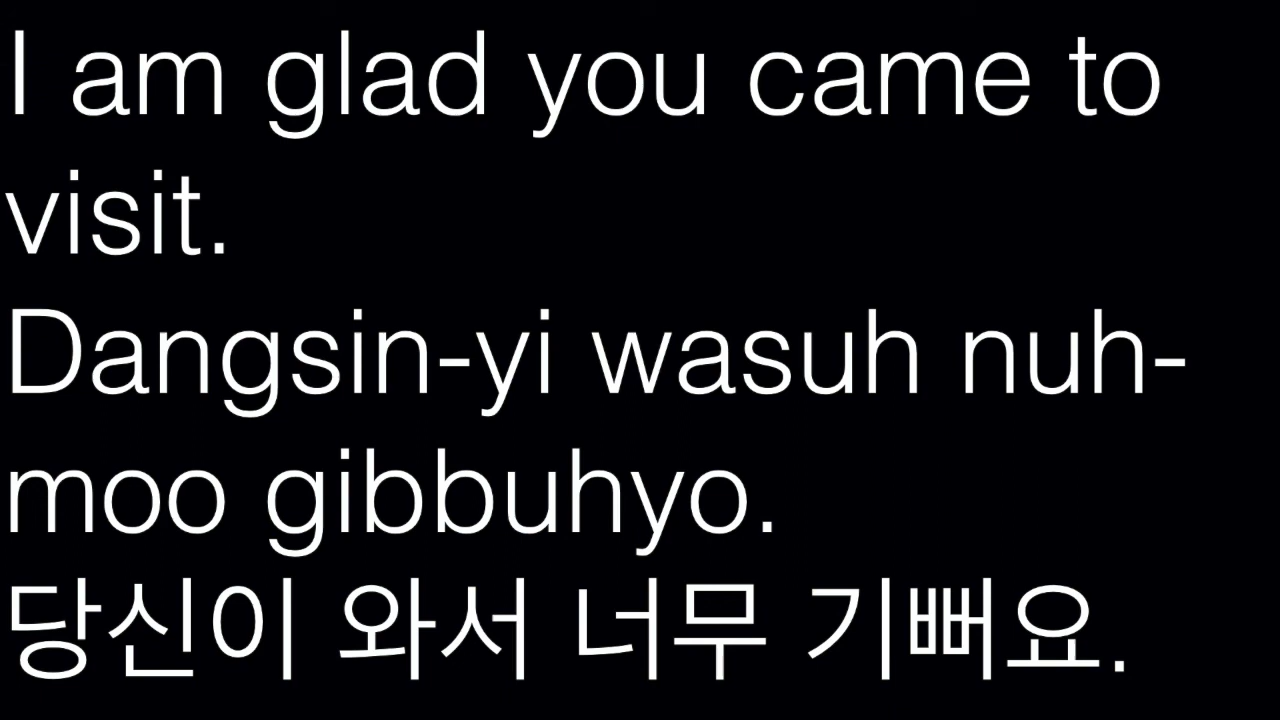 I am glad you came to
visit.
Dangsin-yi wasuh nuh-
moo gibbuhyo.
당신이 와서 너무 기뻐요.